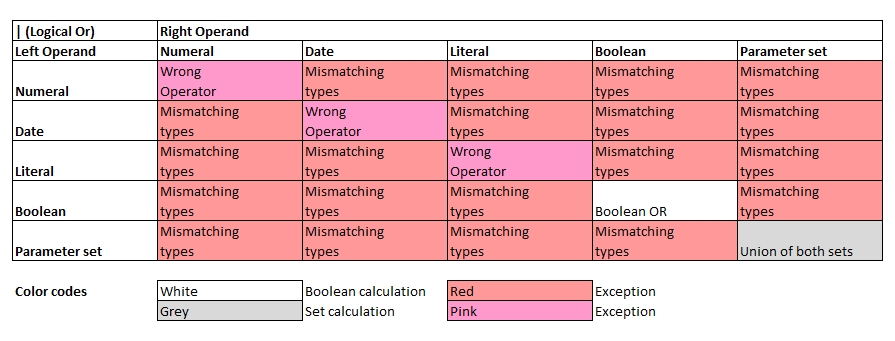 | (Logical Or) Right Operand
Left Operand Numeral Date Literal Boolean Parameter set
Wrong Mismatching Mismatching Mismatching Mismatching
Numeral Operator types types types types
Mismatching Wrong Mismatching Mismatching Mismatching
Date types Operator types types types
Mismatching Mismatching Wrong Mismatching Mismatching
Literal types types Operator types types
Mismatching Mismatching Mismatching Mismatching
Boolean types types types Boolean OR types
Mismatching Mismatching Mismatching Mismatching
Parameter set types types types types Union of both sets
Color codes White Boolean calculation Red Exception
Grey Set calculation Pink Exception